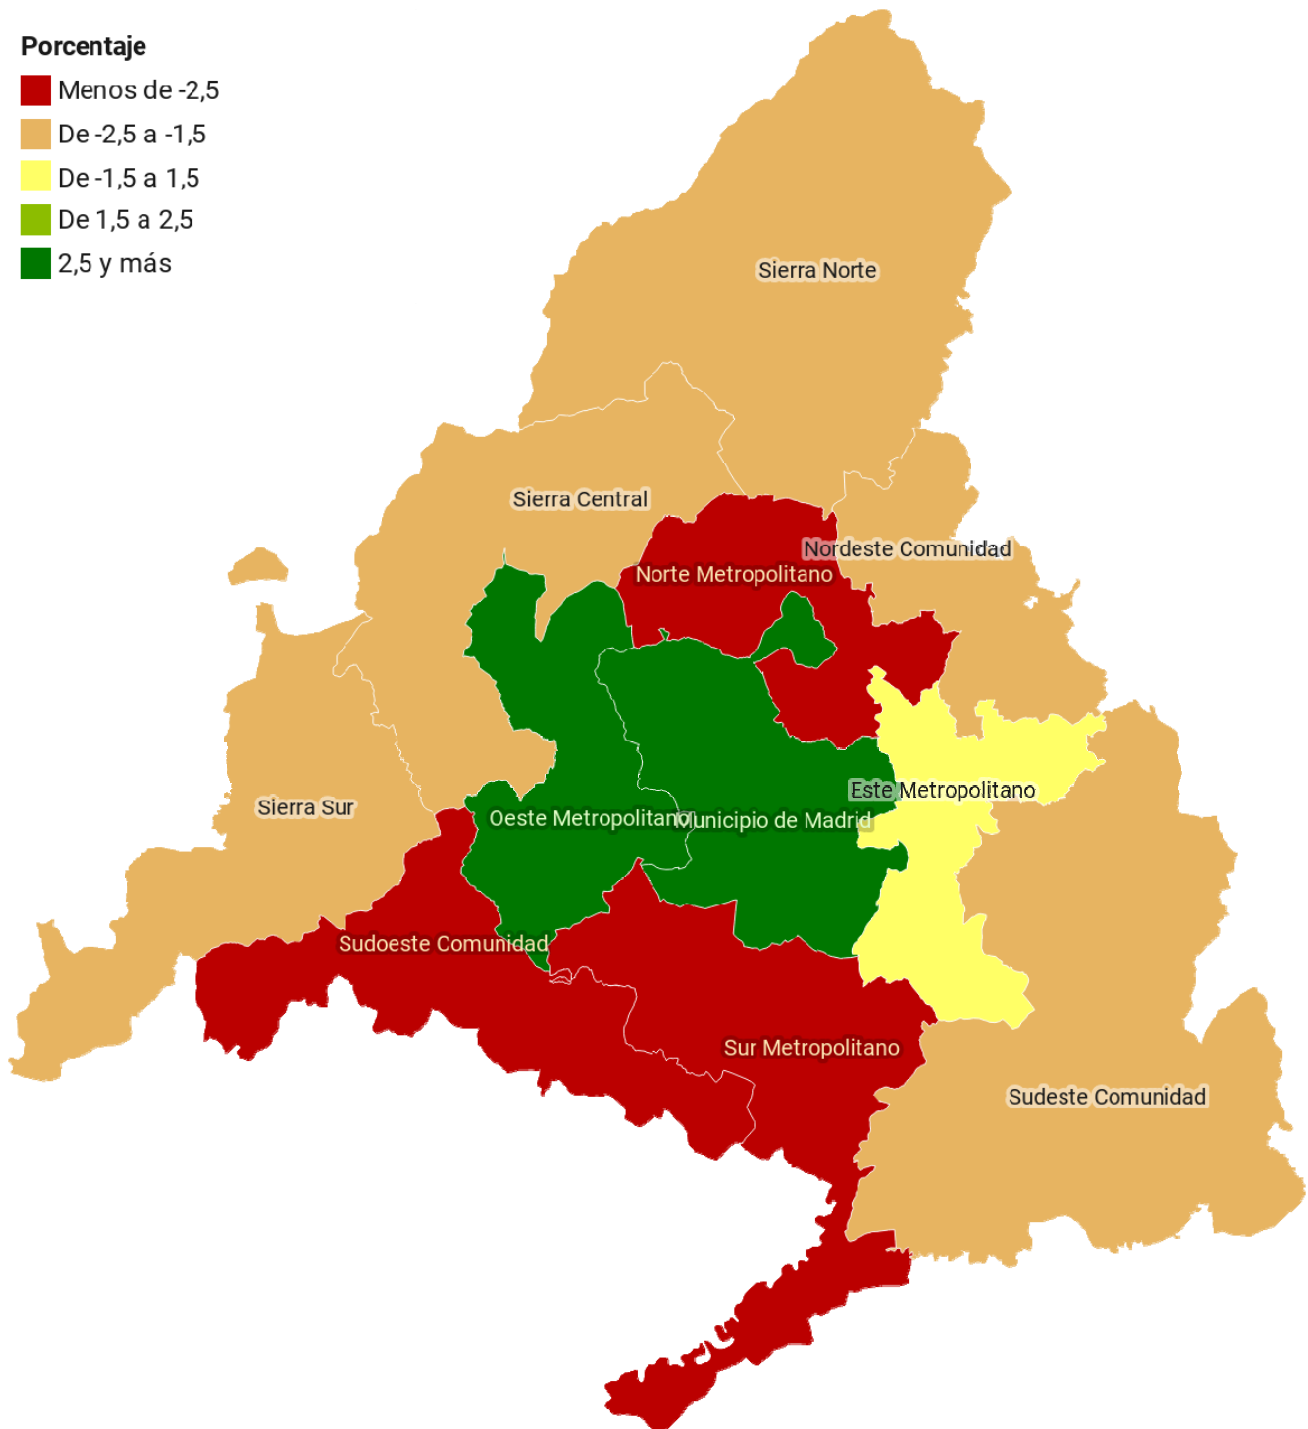 Porcentaje
Menos de -2,5
De -2,5 a -1,5
De -1,5 a 1,5
De 1,5 a 2,5
2,5 y más
Sierra Norte
Sierra Central
Nordeste Comunidad
Norte Metropolitano
Este Metropolitano
Sierra Sur
Oeste Metropolitano
Municipio de Madrid
Sudoeste Comunidad
Sur Metropolitano
Sudeste Comunidad